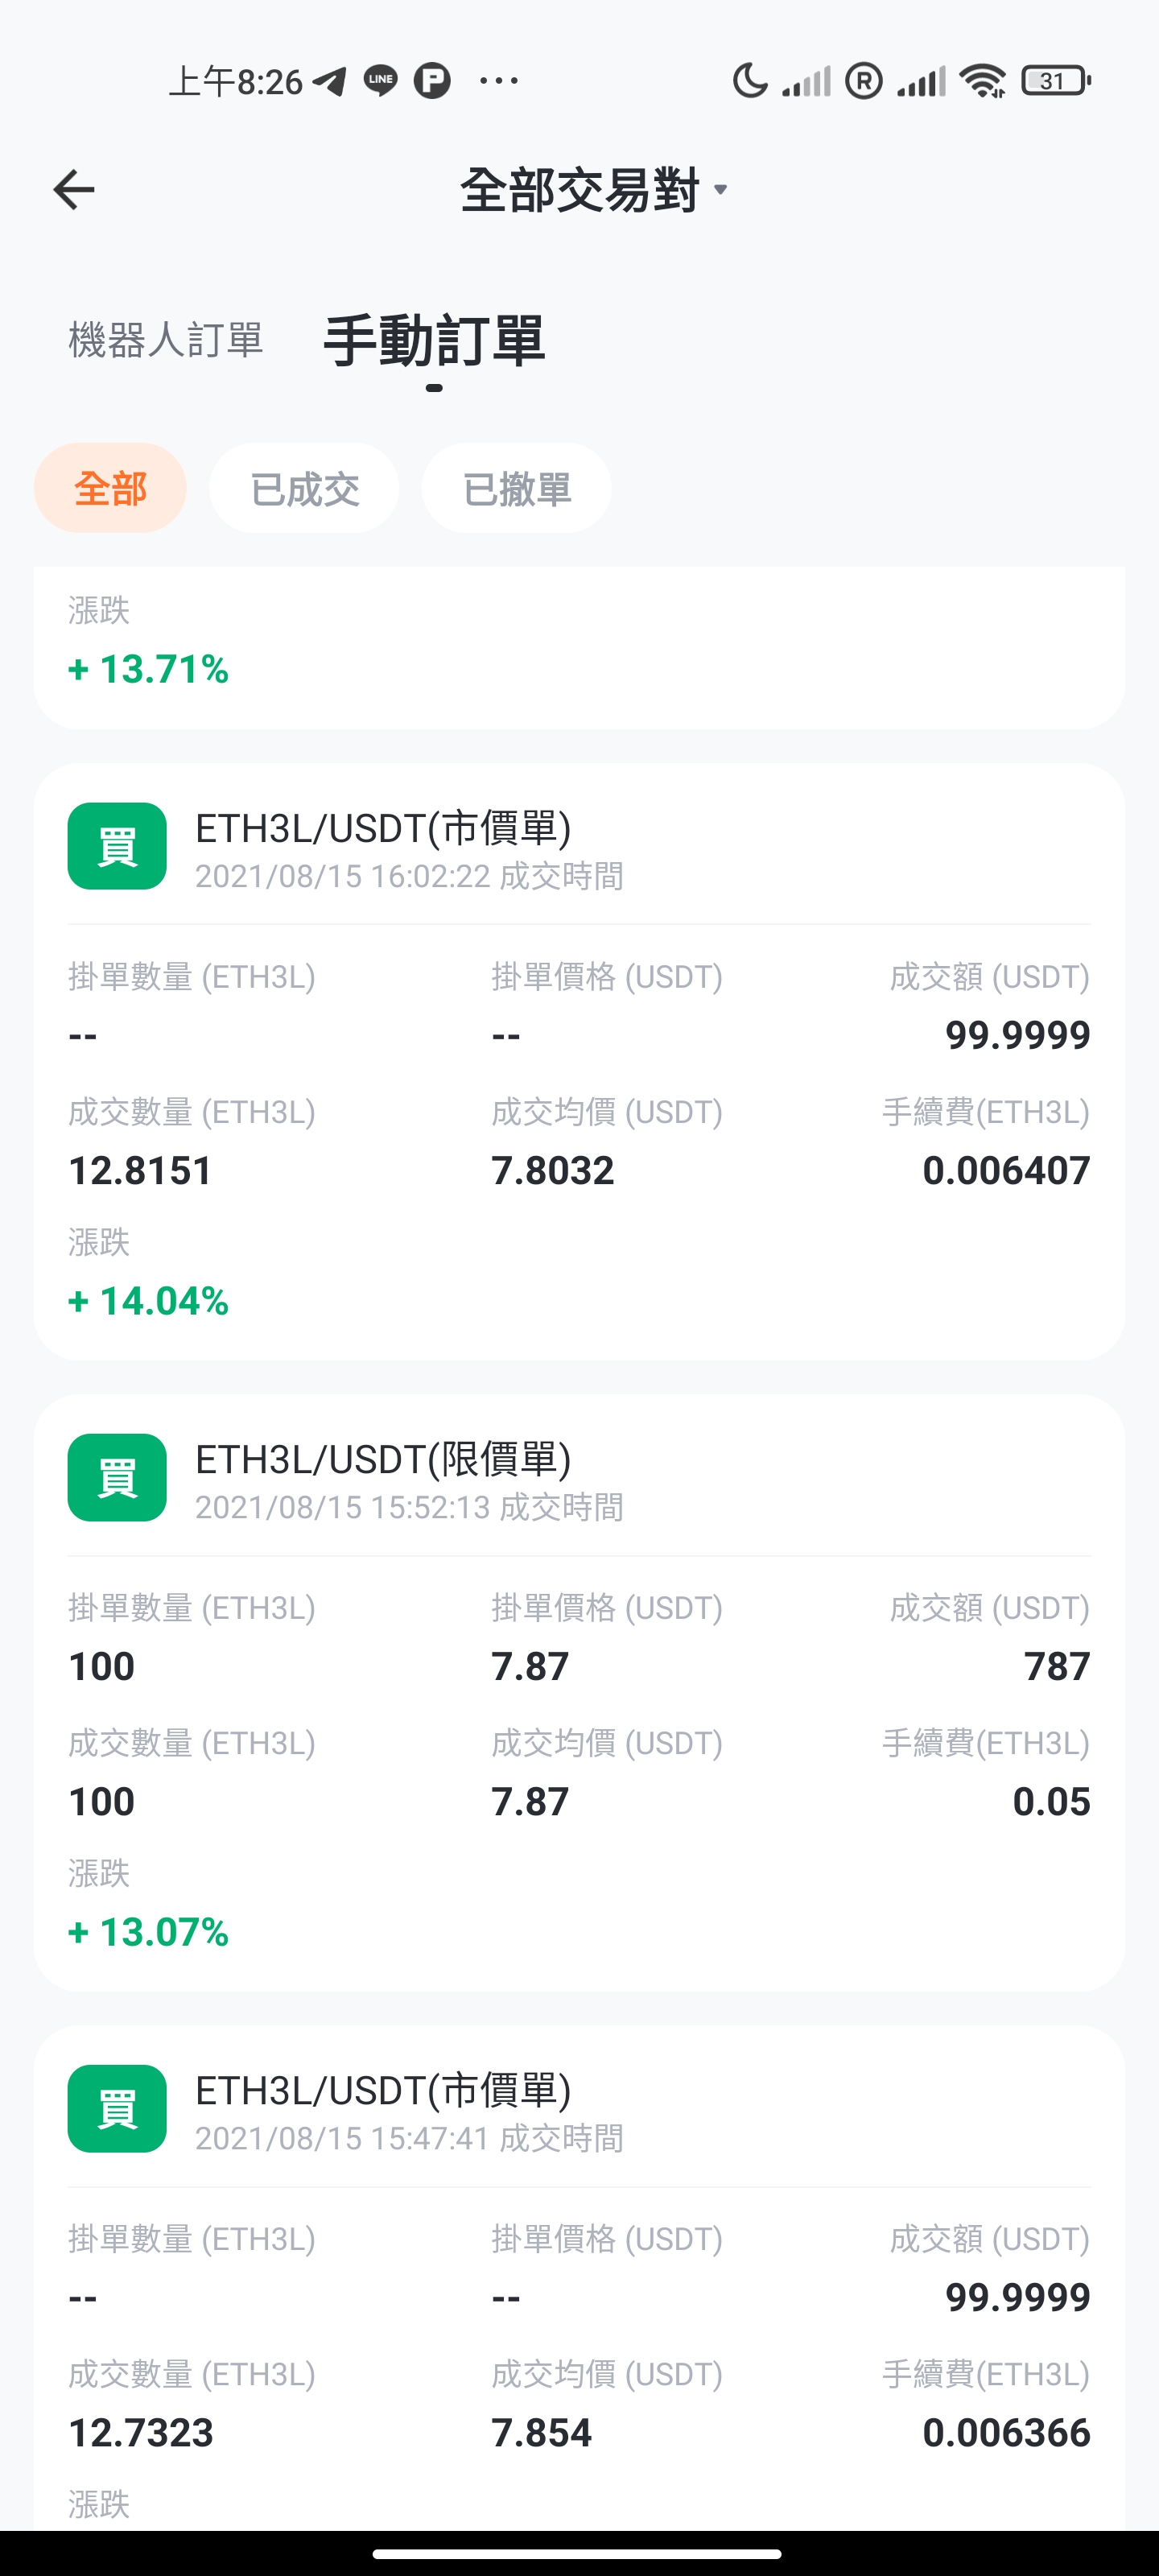 上午8:26 LINE P ... R 31
全部交易對
機器人訂單 手動訂單
全部 已成交 已撤單
漲跌
+ 13.71%
買 ETH3L/USDT(市價單)
2021/08/15 16:02:22 成交時間
掛單數量 (ETH3L) 掛單價格 (USDT) 成交額 (USDT)
-- -- 99.9999
成交數量 (ETH3L) 成交均價 (USDT) 手續費(ETH3L)
12.8151 7.8032 0.006407
漲跌
+ 14.04%
買 ETH3L/USDT(限價單)
2021/08/15 15:52:13 成交時間
掛單數量 (ETH3L) 掛單價格 (USDT) 成交額 (USDT)
100 7.87 787
成交數量 (ETH3L) 成交均價 (USDT) 手續費(ETH3L)
100 7.87 0.05
漲跌
+ 13.07%
買 ETH3L/USDT(市價單)
2021/08/15 15:47:41 成交時間
掛單數量 (ETH3L) 掛單價格 (USDT) 成交額 (USDT)
-- -- 99.9999
成交數量 (ETH3L) 成交均價 (USDT) 手續費(ETH3L)
12.7323 7.854 0.006366
漲跌